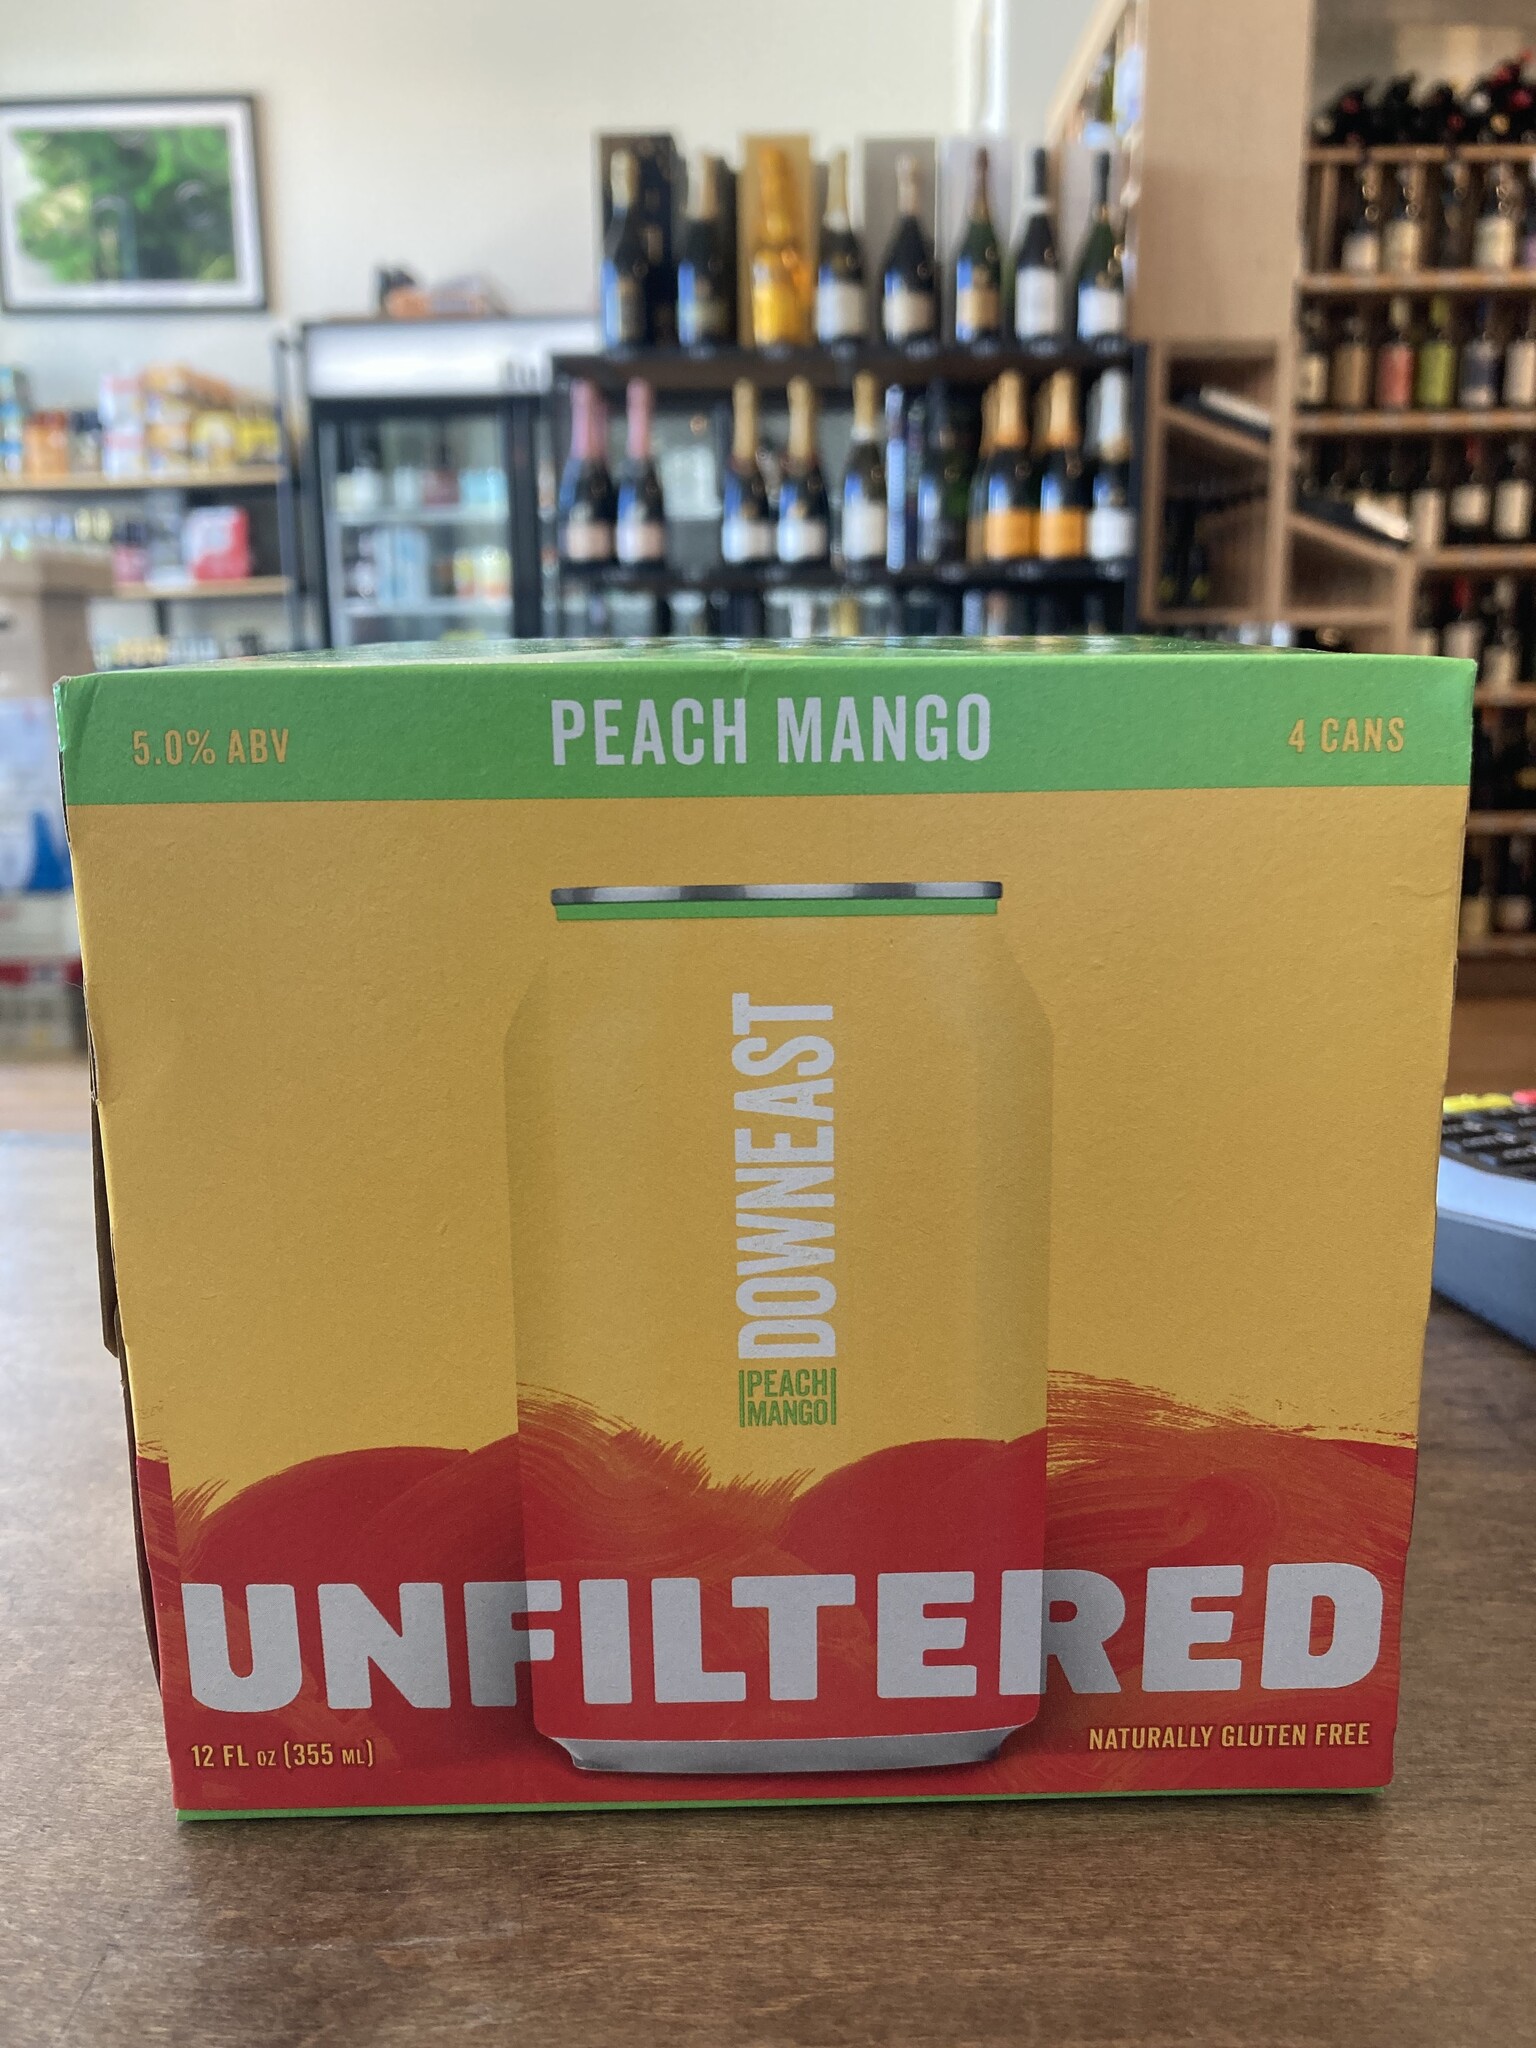 5.0% ABV
PEACH MANGO
4 CANS
DOWNEAST
PEACH
MANGO
UNFILTERED
12 FL OZ (355 ML)
NATURALLY GLUTEN FREE